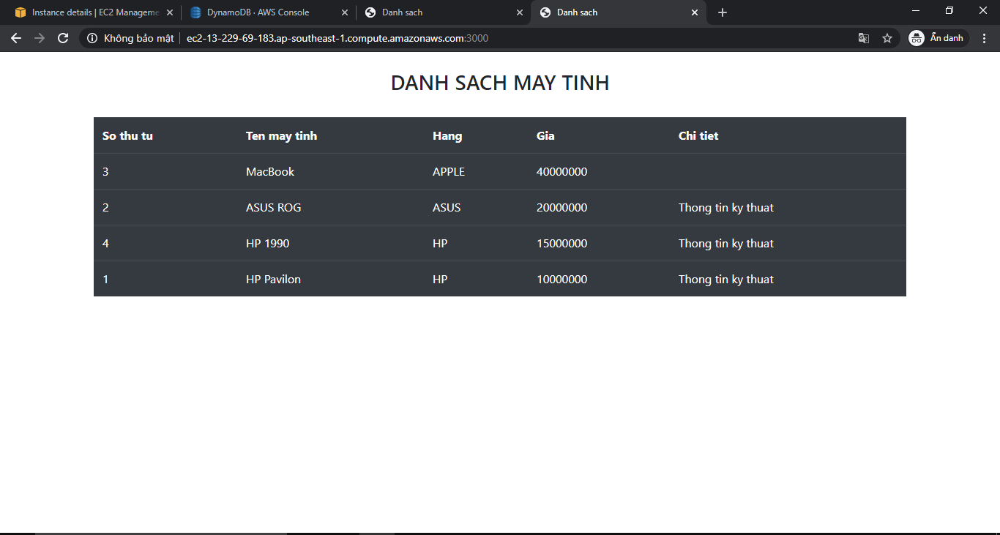 Instance details | EC2 Manageme
DynamoDB · AWS Console
Danh sach
Danh sach
Không bảo mật
ec2-13-229-69-183.ap-southeast-1.compute.amazonaws.com:3000
Ẩn danh
DANH SACH MAY TINH
So thu tu Ten may tinh Hang Gia Chi tiet
3 MacBook APPLE 40000000
2 ASUS ROG ASUS 20000000 Thong tin ky thuat
4 HP 1990 HP 15000000 Thong tin ky thuat
1 HP Pavilon HP 10000000 Thong tin ky thuat